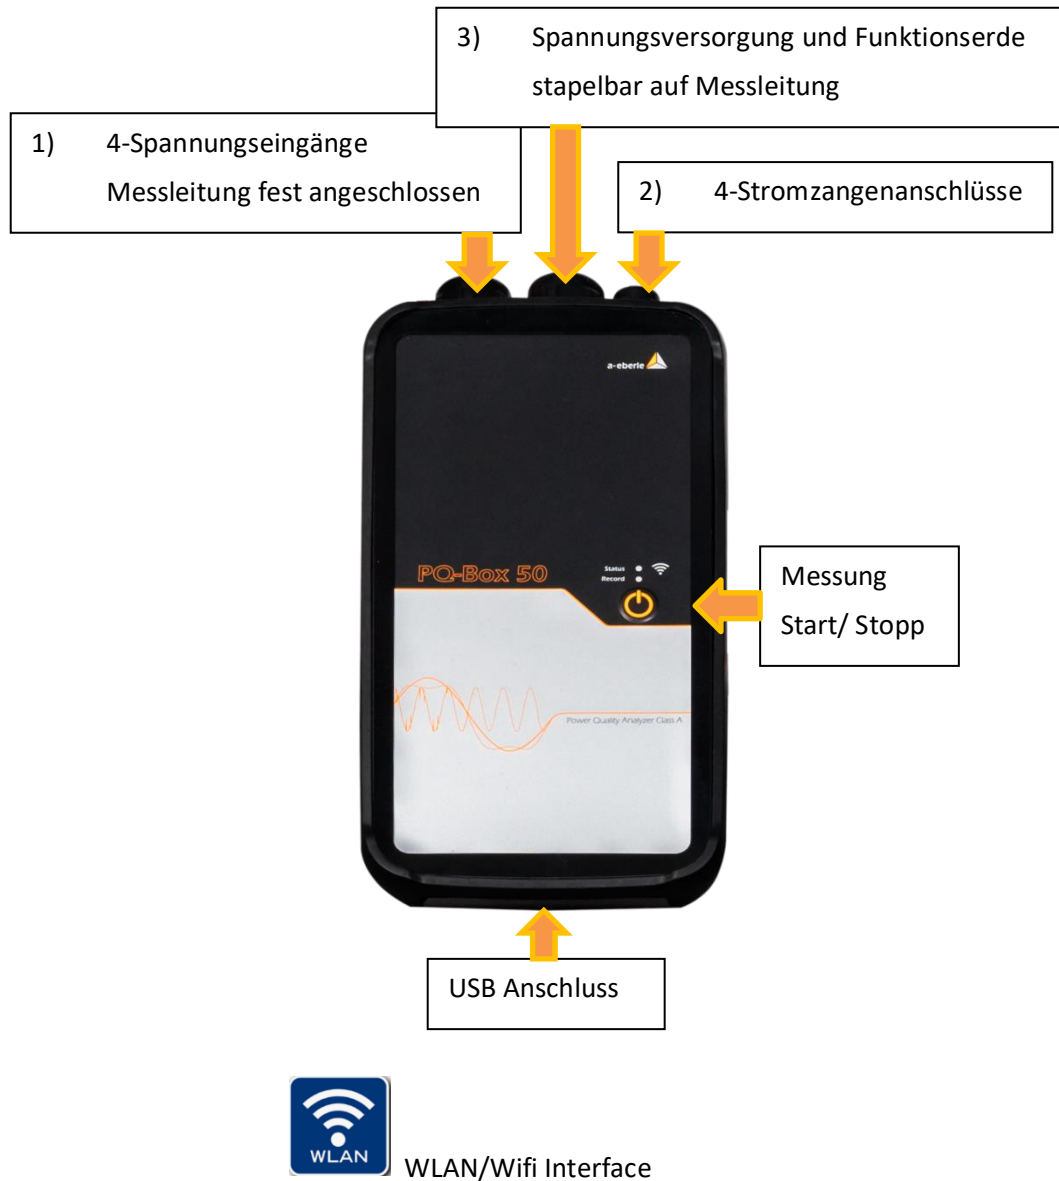 3) Spannungsversorgung und Funktionserde
stapelbar auf Messleitung
1) 4-Spannungseingänge
Messleitung fest angeschlossen
2) 4-Stromzangenanschlüsse
a-eberle
PQ-Box 50
Status
Record
Messung
Start/ Stopp
Power Quality Analyzer Class A
USB Anschluss
WLAN
WLAN/Wifi Interface